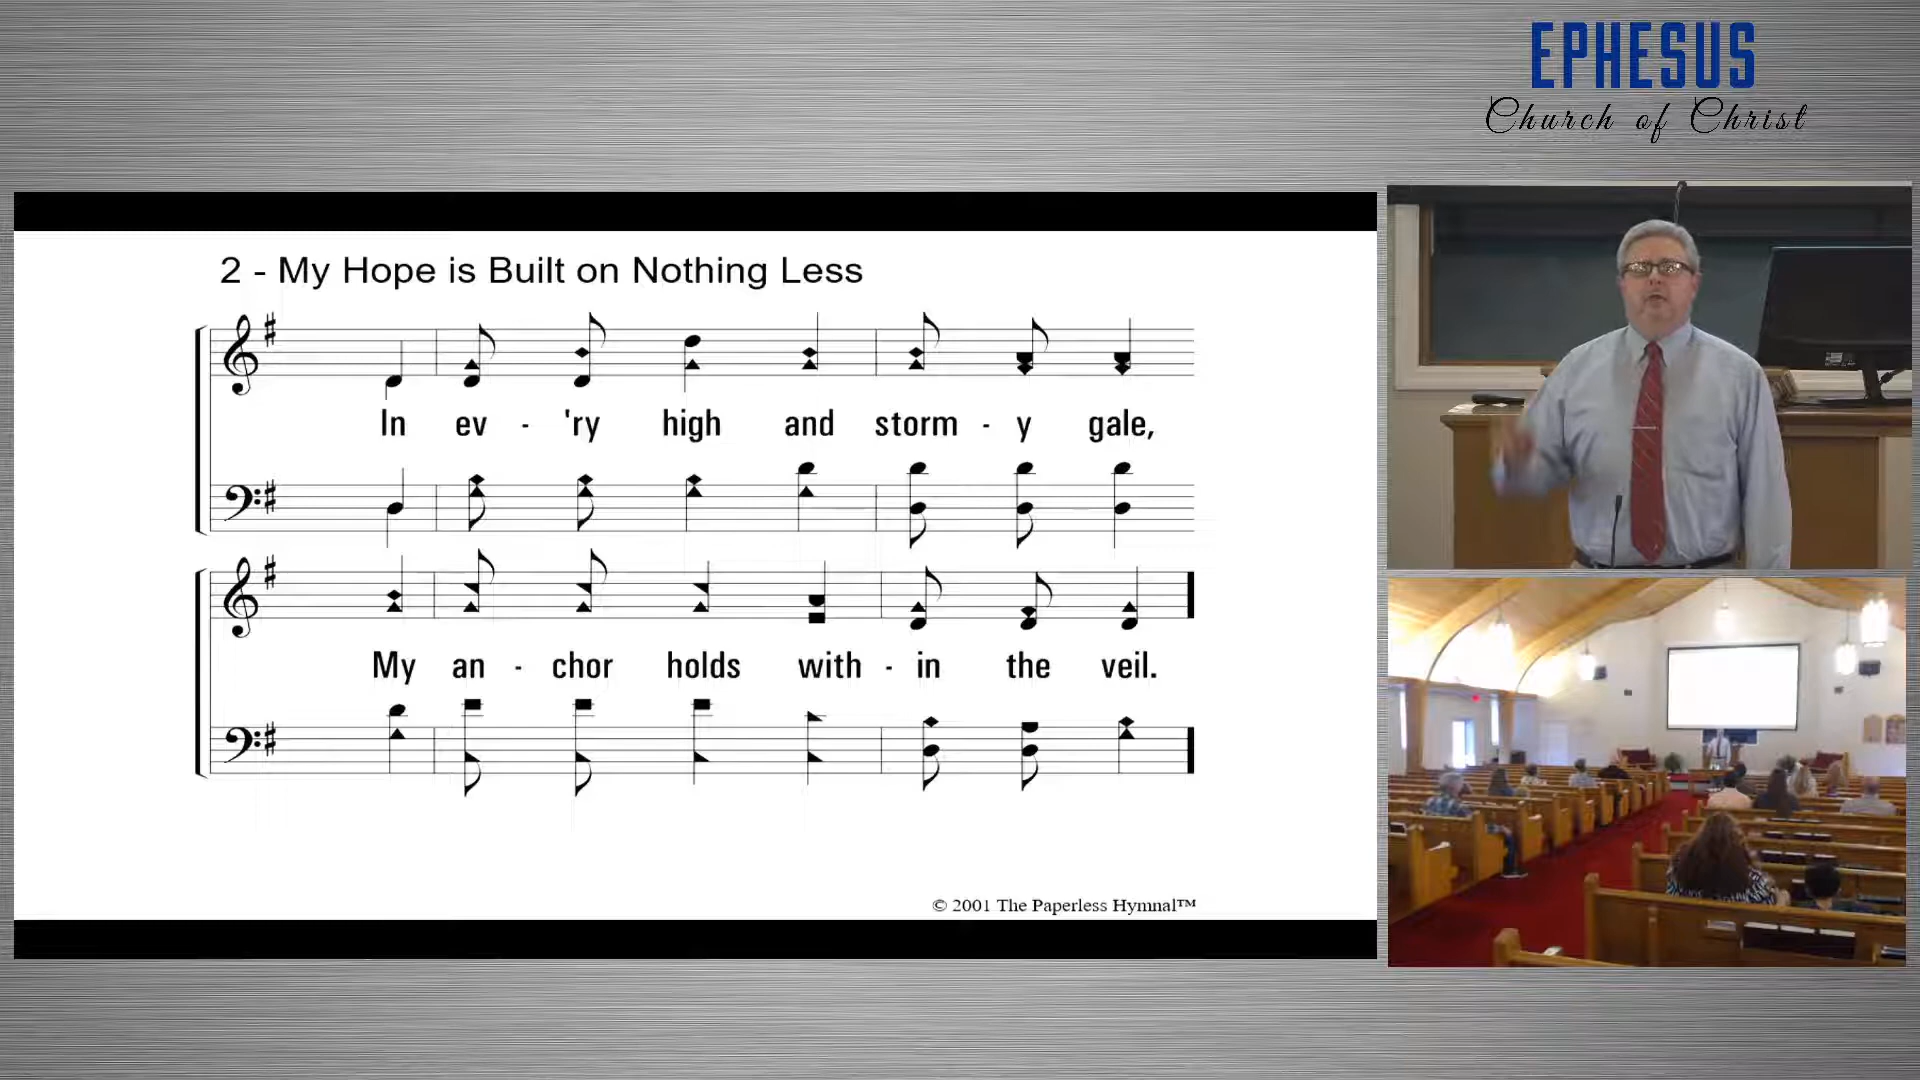 EPHESUS
Church of Christ
2 - My Hope is Built on Nothing Less
In ev - 'ry high and storm - y gale,
My an - chor holds with - in the veil.
© 2001 The Paperless Hymnal™